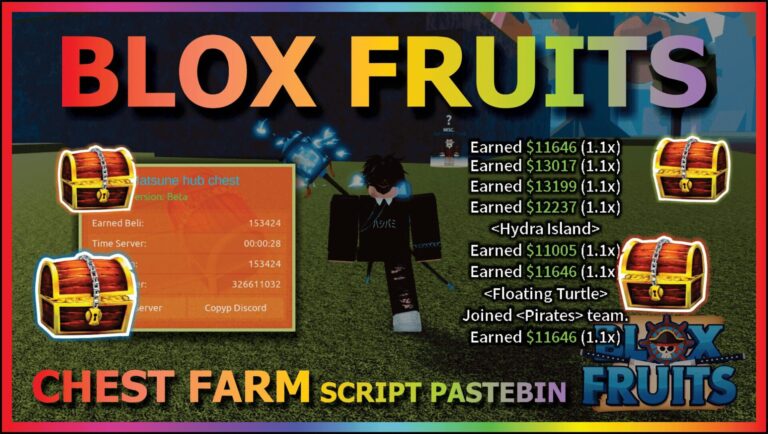 BLOX FRUITS
atsune hub chest
ersion: Beta
Earned Beli: 153424
Time Server: 00:00:28
153424
326711032
erver Copyp Discord
?
MISC.
Earned $11646 (1.1x)
Earned $13017 (1.1x)
Earned $13199 (1.1x)
Earned $12237 (1.1x)
<Hydra Island>
Earned $11005 (1.1x)
Earned $11646 (1.1x)
<Floating Turtle>
Joined <Pirates> team.
Earned $11646 (1.1x)
BLOX
FRUITS
CHEST FARM SCRIPT PASTEBIN